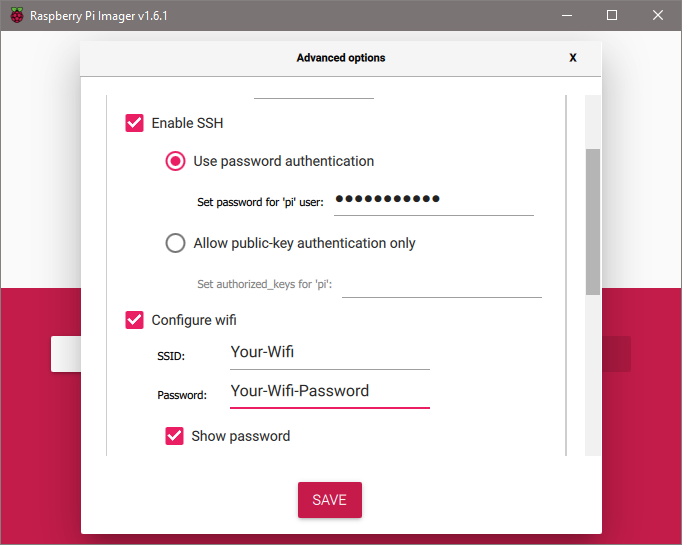 Raspberry Pi Imager v1.6.1
Advanced options X
Enable SSH
Use password authentication
Set password for 'pi' user: ●●●●●●●●●●●
Allow public-key authentication only
Set authorized_keys for 'pi':
Configure wifi
SSID: Your-Wifi
Password: Your-Wifi-Password
Show password
SAVE